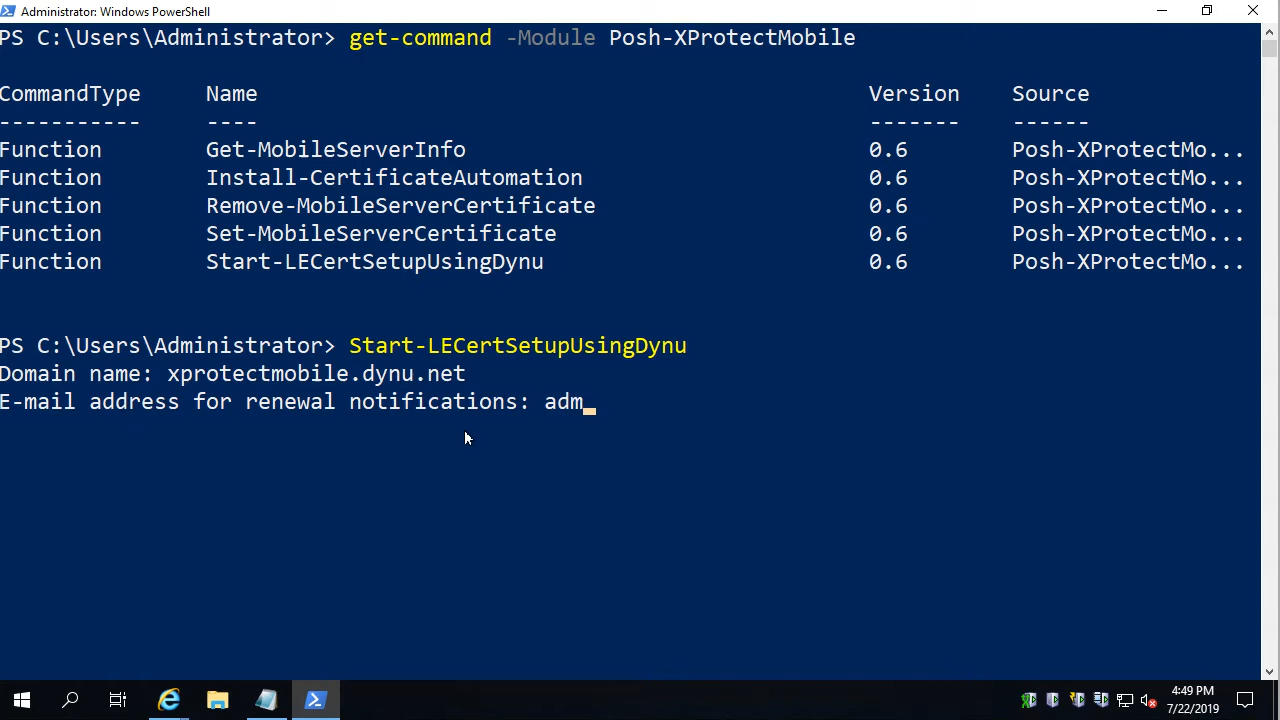 Administrator: Windows PowerShell
PS C:\Users\Administrator> get-command -Module Posh-XProtectMobile
CommandType Name Version Source
----------- ---- ------- ------
Function Get-MobileServerInfo 0.6 Posh-XProtectMo...
Function Install-CertificateAutomation 0.6 Posh-XProtectMo...
Function Remove-MobileServerCertificate 0.6 Posh-XProtectMo...
Function Set-MobileServerCertificate 0.6 Posh-XProtectMo...
Function Start-LECertSetupUsingDynu 0.6 Posh-XProtectMo...
PS C:\Users\Administrator> Start-LECertSetupUsingDynu
Domain name: xprotectmobile.dynu.net
E-mail address for renewal notifications: adm_
4:49 PM
7/22/2019